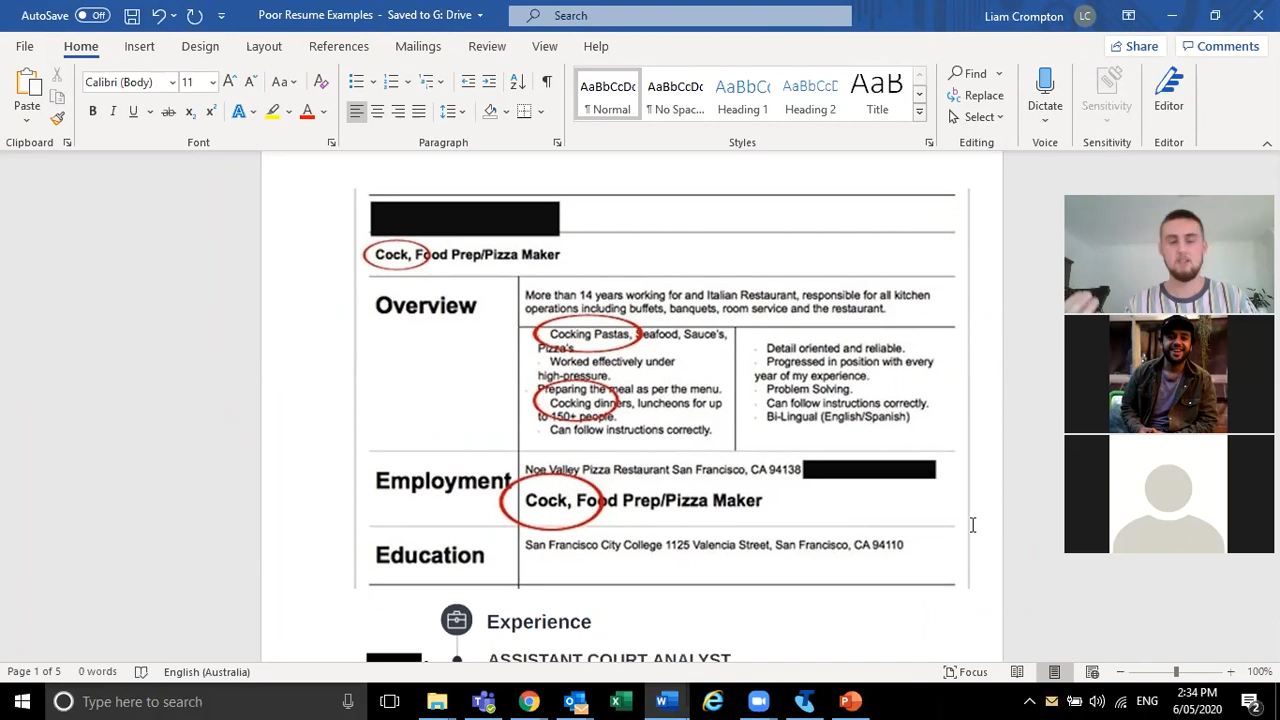 AutoSave Off
Poor Resume Examples - Saved to G: Drive
Search
Liam Crompton LC
File Home Insert Design Layout References Mailings Review View Help
Share Comments
Paste
Calibri (Body) 11
Aa
B I U ab x₂ x²
A A A
¶
AaBbCcDc AaBbCcDc AaBbCc AaBbCcD AaB
¶ Normal ¶ No Spac... Heading 1 Heading 2 Title
Find
Replace
Select
Dictate
Sensitivity
Editor
Clipboard Font Paragraph Styles Editing Voice Sensitivity Editor
Cock, Food Prep/Pizza Maker
Overview
More than 14 years working for and Italian Restaurant, responsible for all kitchen
operations including buffets, banquets, room service and the restaurant.
Cocking Pastas, Seafood, Sauce's,
Pizza's
Worked effectively under
high-pressure.
Preparing the meal as per the menu.
Cocking dinners, luncheons for up
to 150+ people.
Can follow instructions correctly.
Detail oriented and reliable.
Progressed in position with every
year of my experience.
Problem Solving.
Can follow instructions correctly.
Bi-Lingual (English/Spanish)
Employment
Noe Valley Pizza Restaurant San Francisco, CA 94138
Cock, Food Prep/Pizza Maker
Education
San Francisco City College 1125 Valencia Street, San Francisco, CA 94110
Experience
ASSISTANT COURT ANALYST
Page 1 of 5 0 words English (Australia)
Focus
100%
Type here to search
ENG
2:34 PM
6/05/2020
2